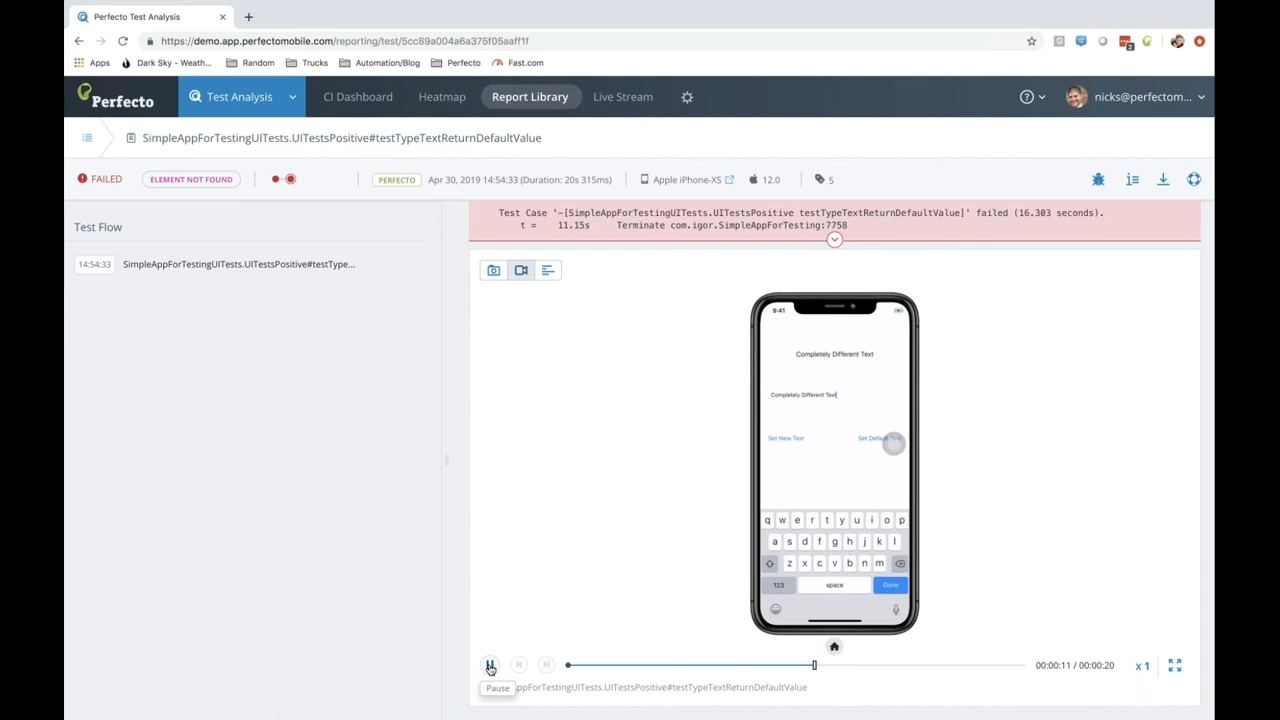 Perfecto Test Analysis
https://demo.app.perfectomobile.com/reporting/test/5cc89a004a6a375f05aaff1f
2
Apps
Dark Sky - Weath...
Random
Trucks
Automation/Blog
Perfecto
Fast.com
Perfecto
Test Analysis
CI Dashboard
Heatmap
Report Library
Live Stream
nicks@perfectom...
SimpleAppForTestingUITests.UITestsPositive#testTypeTextReturnDefaultValue
FAILED
ELEMENT NOT FOUND
PERFECTO
Apr 30, 2019 14:54:33 (Duration: 20s 315ms)
Apple iPhone-XS
12.0
5
Test Flow
14:54:33
SimpleAppForTestingUITests.UITestsPositive#testType...
Test Case '-[SimpleAppForTestingUITests.UITestsPositive testTypeTextReturnDefaultValue]' failed (16.303 seconds).
t = 11.15s Terminate com.igor.SimpleAppForTesting:7758
9:41
Completely Different Text
Completely Different Text
Set New Text
Set Default
q w e r t y u i o p
a s d f g h j k l
z x c v b n m
123
space
Done
00:00:11 / 00:00:20
x 1
Pause
ppForTestingUITests.UITestsPositive#testTypeTextReturnDefaultValue